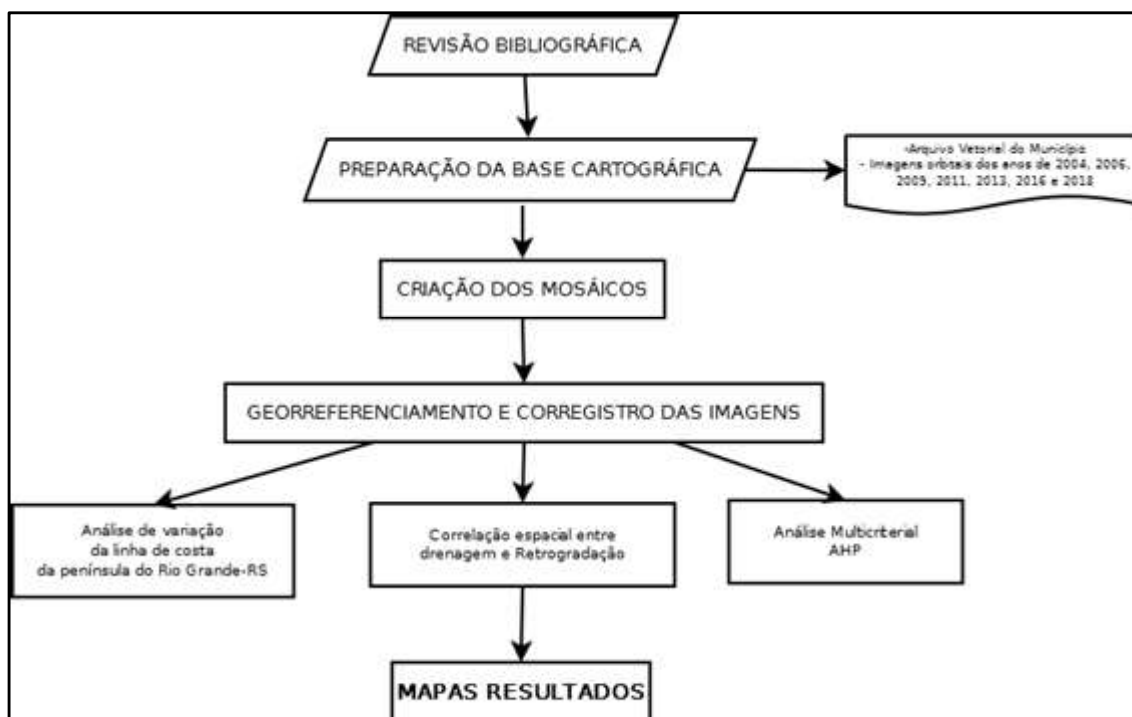 REVISÃO BIBLIOGRÁFICA
PREPARAÇÃO DA BASE CARTOGRÁFICA
-Arquivo Vetorial do Município
- Imagens orbitais dos anos de 2004, 2006,
2009, 2011, 2013, 2016 e 2018
CRIAÇÃO DOS MOSÁICOS
GEORREFERENCIAMENTO E CORREGISTRO DAS IMAGENS
Análise de variação
da linha de costa
da península do Rio Grande-RS
Correlação espacial entre
drenagem e Retrogradação
Análise Multicriterial
AHP
MAPAS RESULTADOS